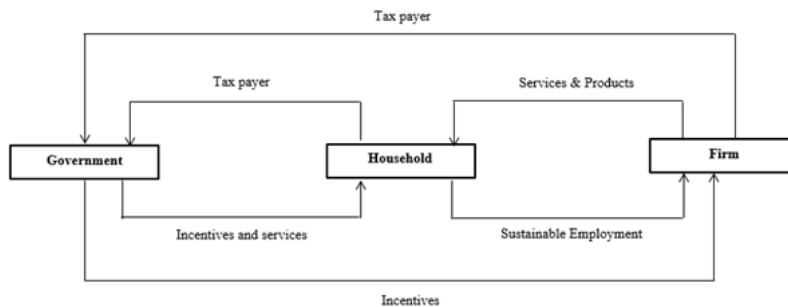 Tax payer
Tax payer
Services & Products
Government
Household
Firm
Incentives and services
Sustainable Employment
Incentives